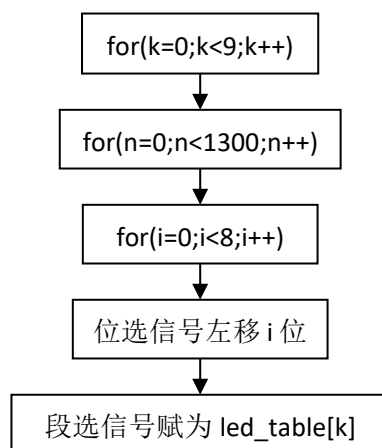 for(k=0;k<9;k++)
for(n=0;n<1300;n++)
for(i=0;i<8;i++)
位选信号左移 i 位
段选信号赋为 led_table[k]